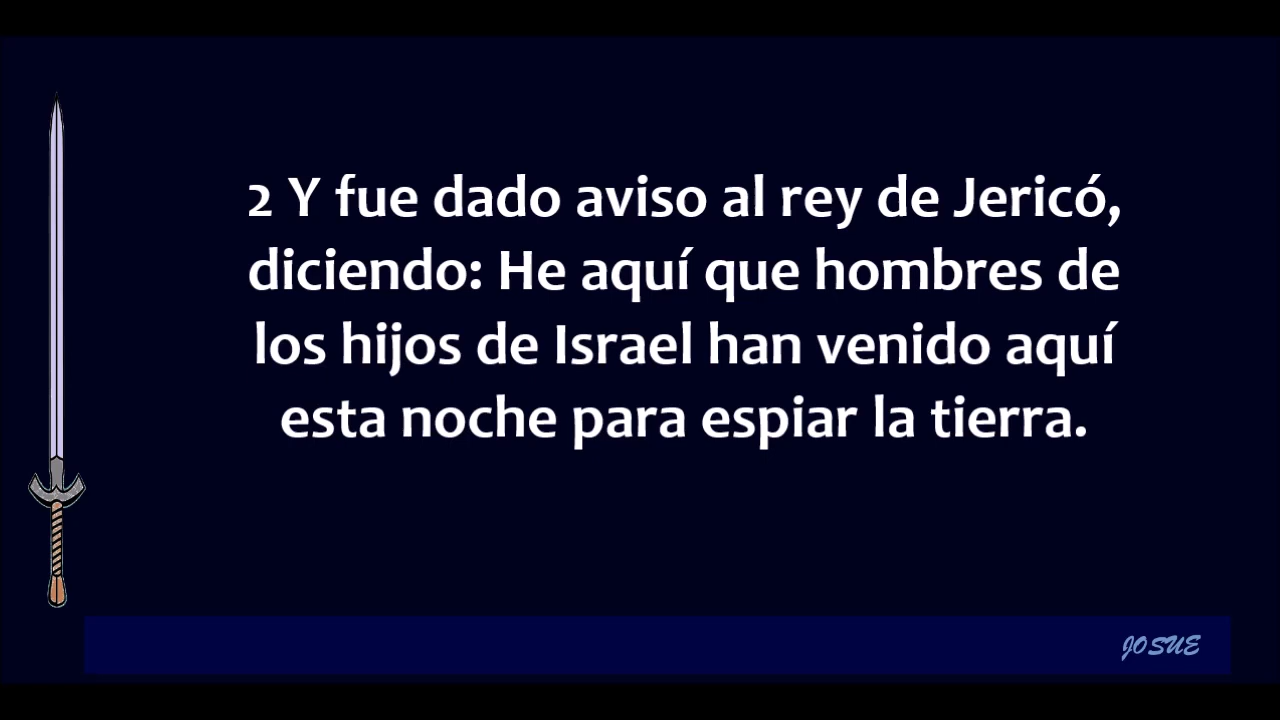 2 Y fue dado aviso al rey de Jericó,
diciendo: He aquí que hombres de
los hijos de Israel han venido aquí
esta noche para espiar la tierra.
JOSUE